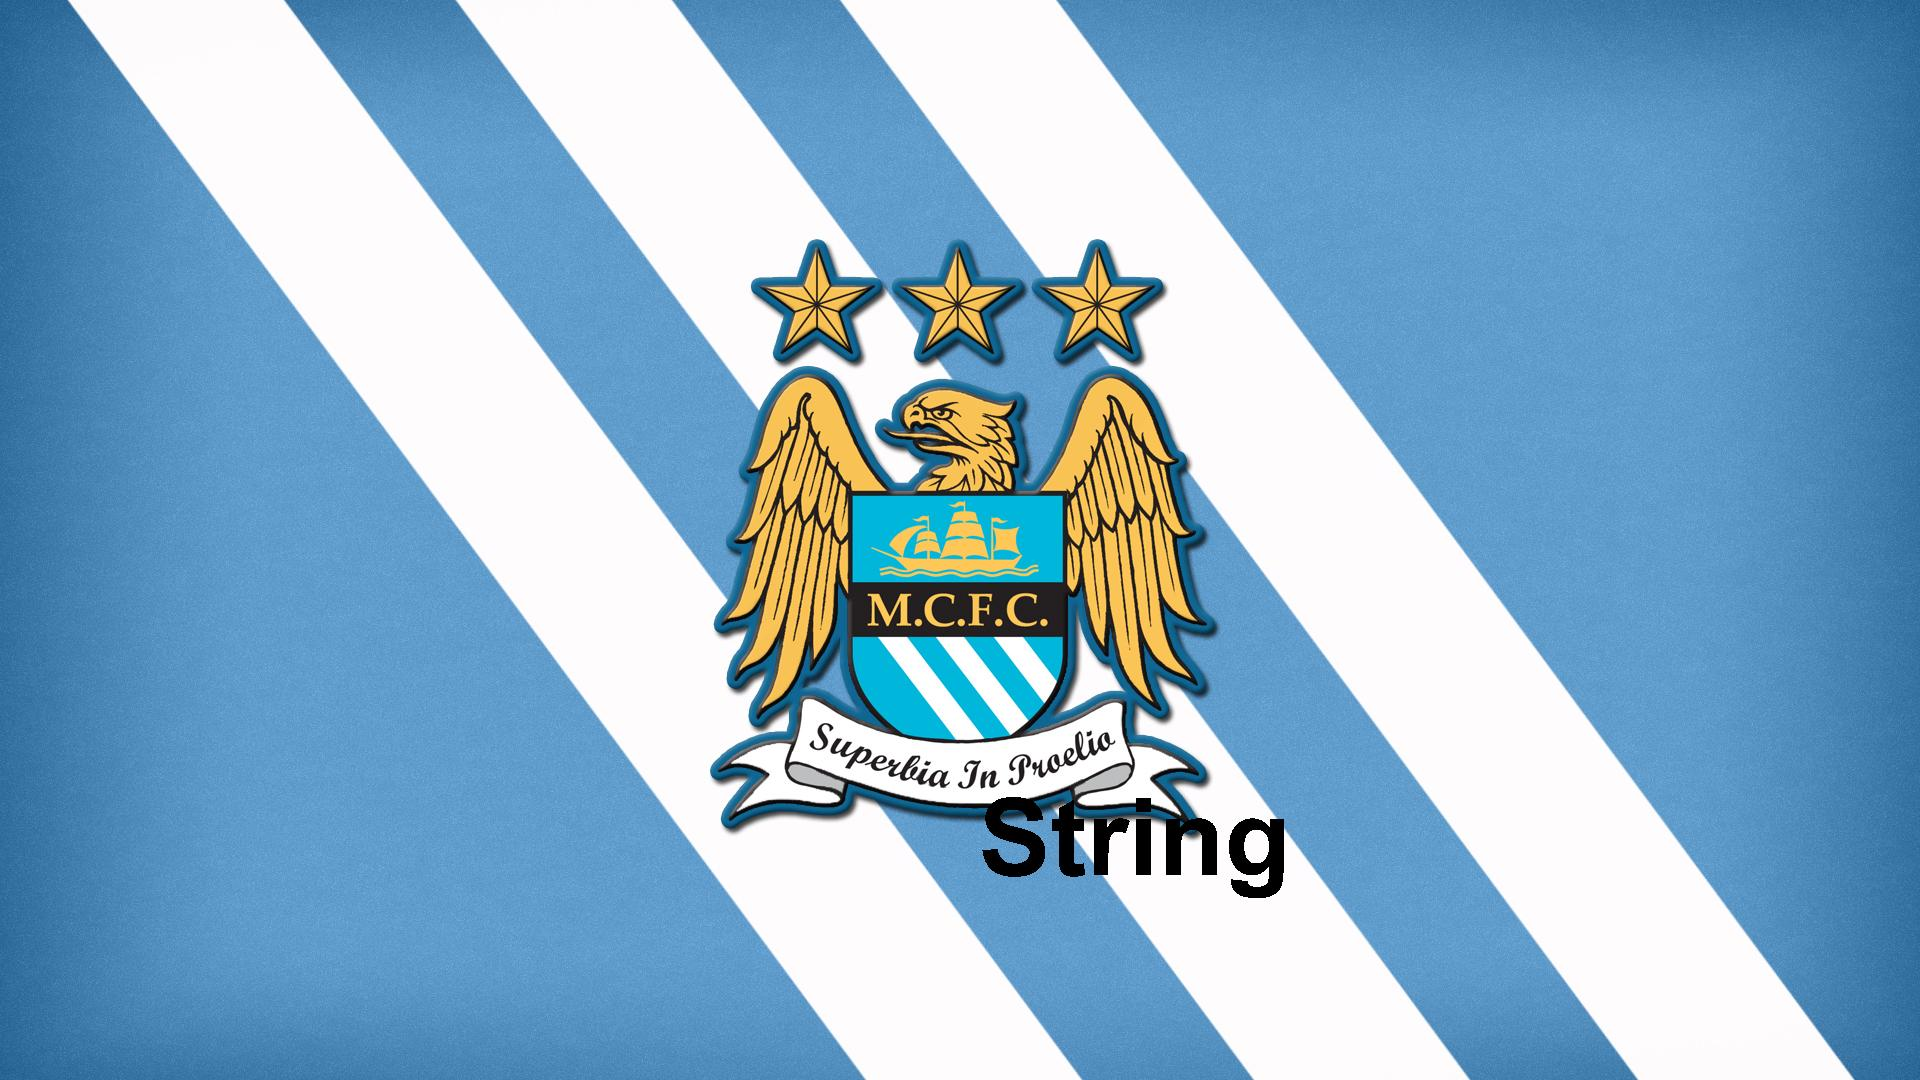 M.C.F.C.
Superbia In Proelio
String